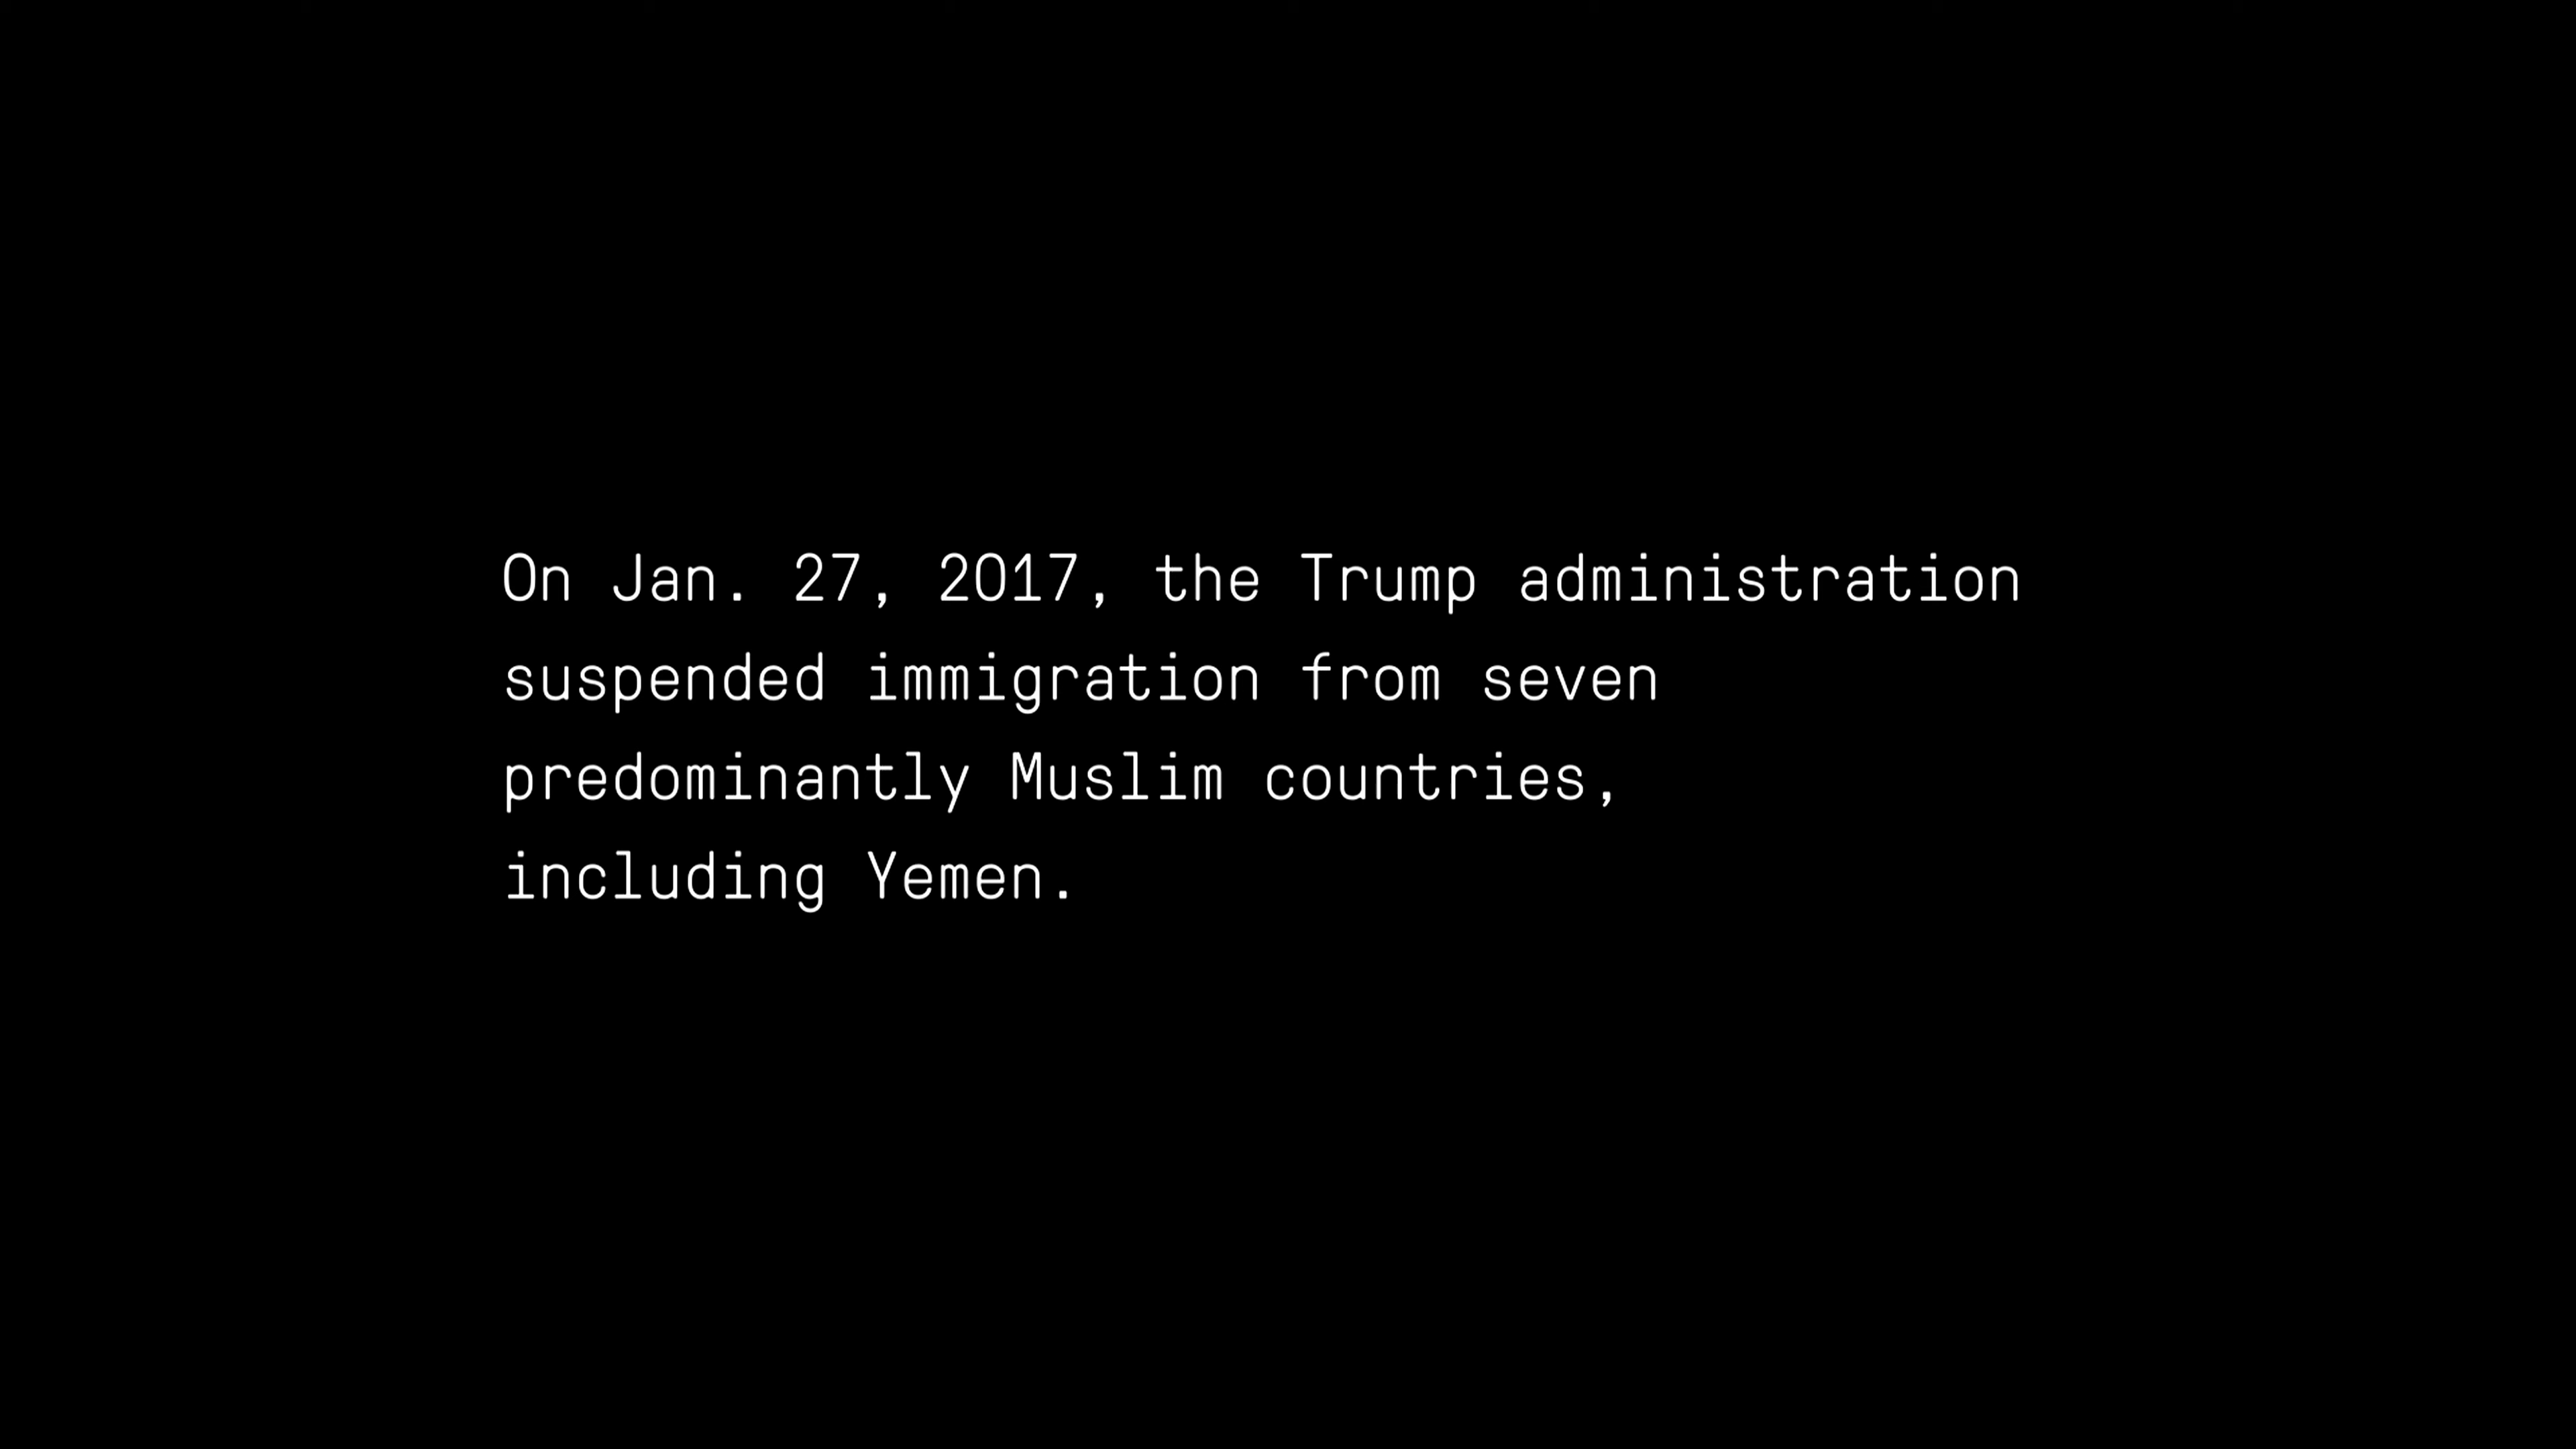 On Jan. 27, 2017, the Trump administration
suspended immigration from seven
predominantly Muslim countries,
including Yemen.